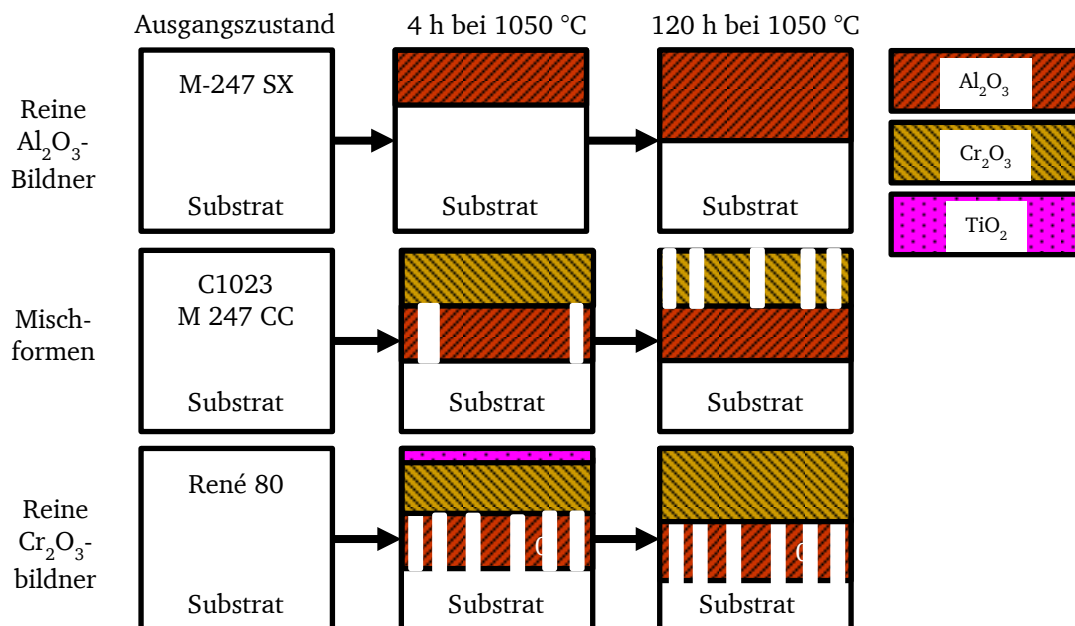 Ausgangszustand
4 h bei 1050 °C
120 h bei 1050 °C
Reine
Al₂O₃-
Bildner
M-247 SX
Substrat
Substrat
Substrat
Al₂O₃
Cr₂O₃
TiO₂
Misch-
formen
C1023
M 247 CC
Substrat
Substrat
Substrat
Reine
Cr₂O₃-
bildner
René 80
Substrat
Substrat
Substrat